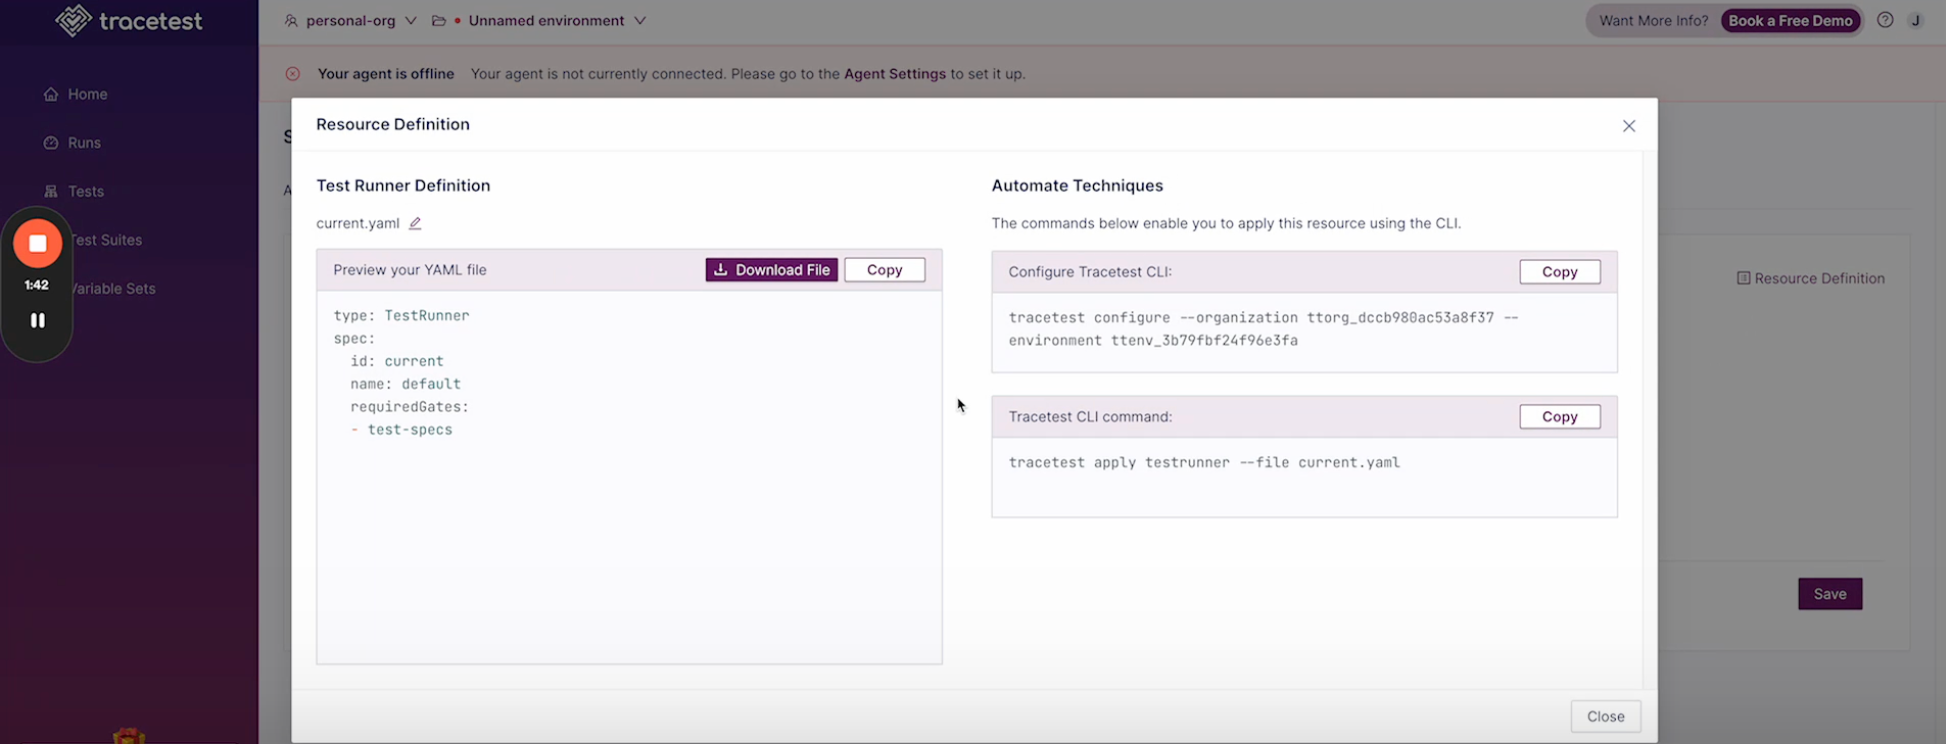 tracetest
personal-org
Unnamed environment
Want More Info?
Book a Free Demo
J
Your agent is offline Your agent is not currently connected. Please go to the Agent Settings to set it up.
Home
Runs
Tests
Test Suites
Variable Sets
1:42
Resource Definition
Test Runner Definition
current.yaml
Preview your YAML file
Download File
Copy
type: TestRunner
spec:
id: current
name: default
requiredGates:
- test-specs
Automate Techniques
The commands below enable you to apply this resource using the CLI.
Configure Tracetest CLI:
Copy
tracetest configure --organization ttorg_dccb980ac53a8f37 --
environment ttenv_3b79fbf24f96e3fa
Tracetest CLI command:
Copy
tracetest apply testrunner --file current.yaml
Close
Resource Definition
Save